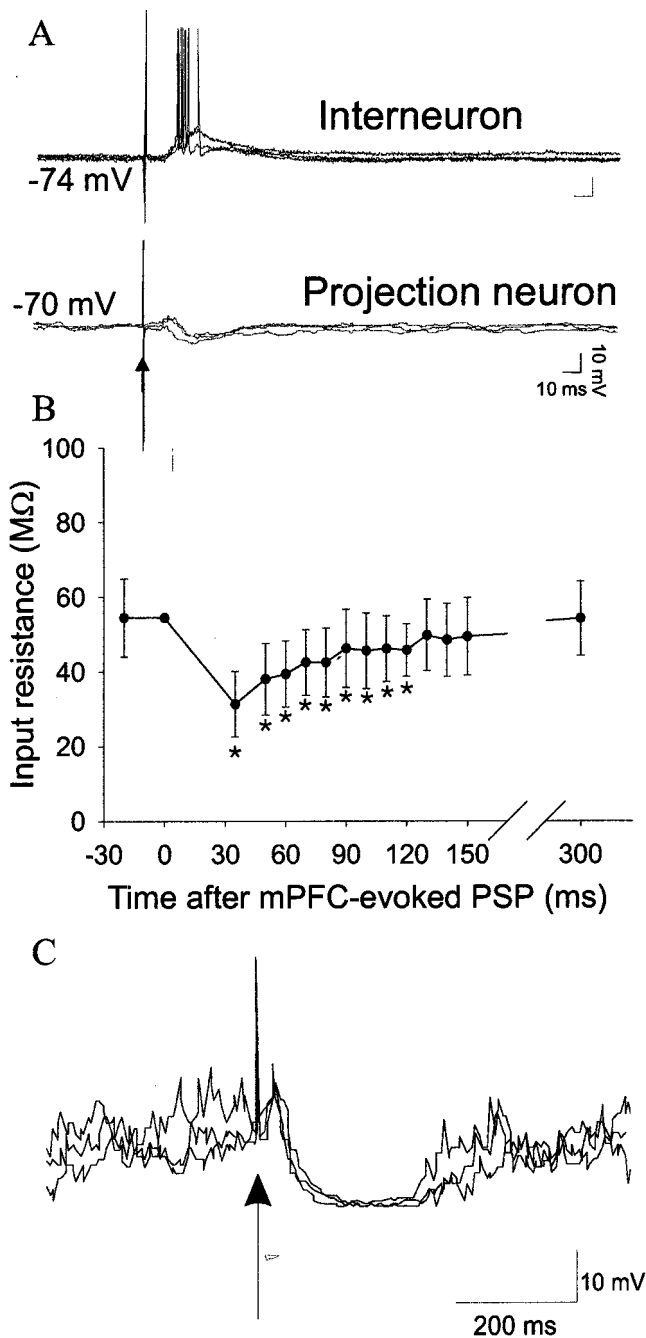 A
Interneuron
-74 mV
-70 mV
Projection neuron
10 mV
10 ms
B
Input resistance (MΩ)
100
80
60
40
20
0
* * * * * * * * *
-30 0 30 60 90 120 150 300
Time after mPFC-evoked PSP (ms)
C
10 mV
200 ms